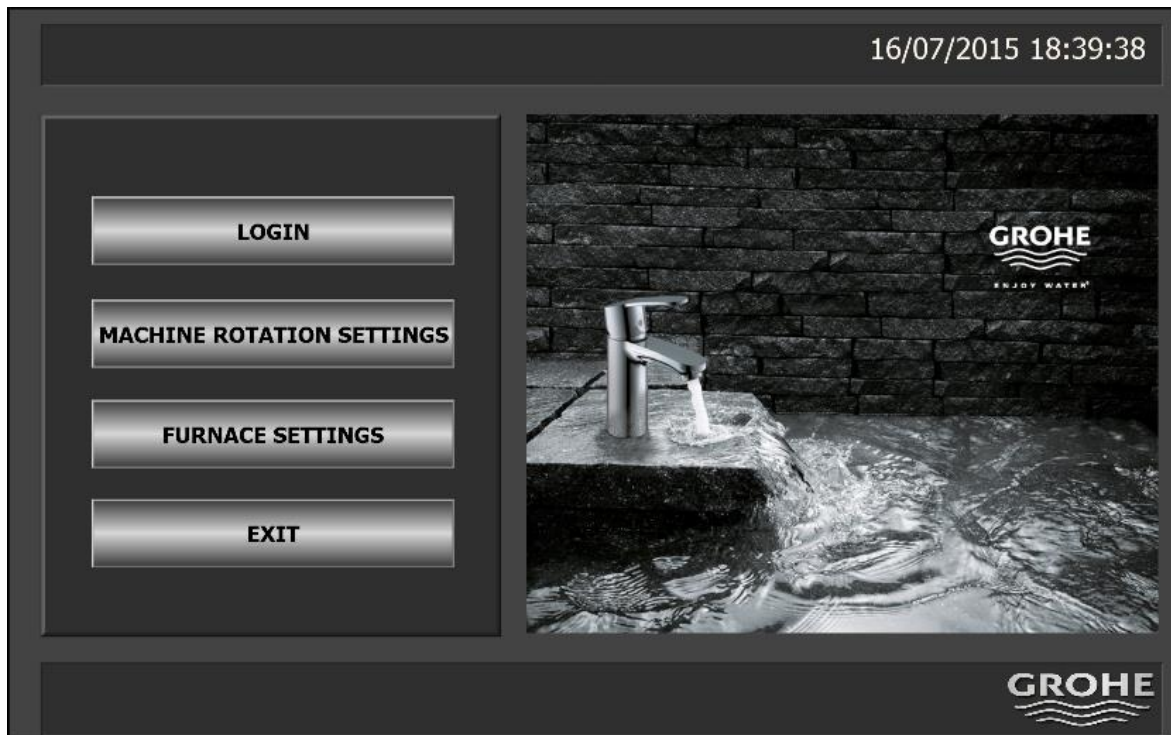 16/07/2015 18:39:38
LOGIN
MACHINE ROTATION SETTINGS
FURNACE SETTINGS
EXIT
GROHE
ENJOY WATER®
GROHE